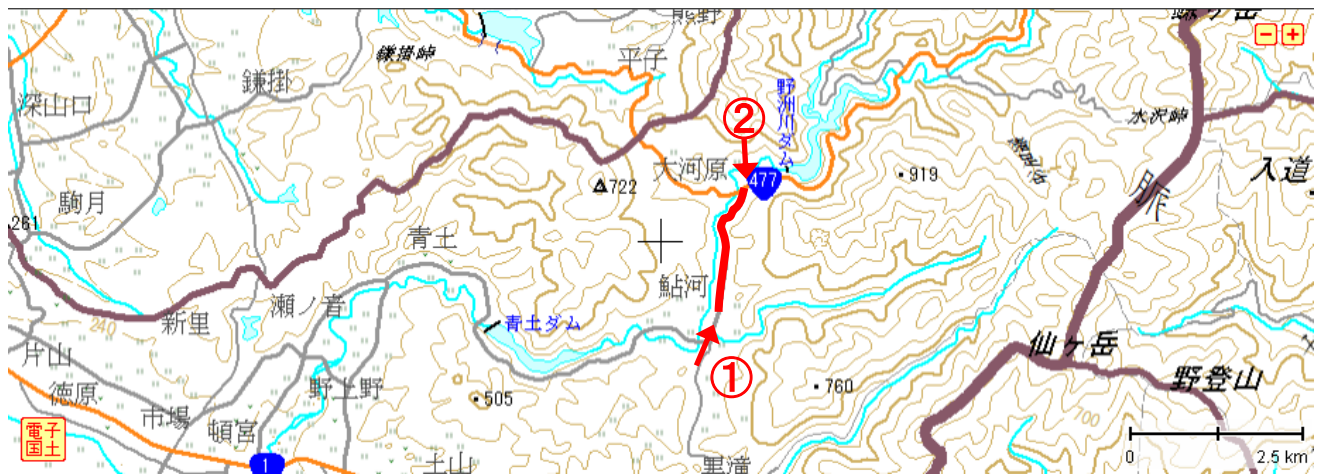 熊野
鎌ヶ岳
平子
鎌掛峠
鎌掛
深山口
野洲川ダム
②
水沢峠
大河原
477
919
入道
脈
722
駒月
261
青土
鮎河
瀬ノ音
新里
240
青土ダム
仙ヶ岳
片山
①
野登山
徳原
野上野
760
505
市場
700
頓宮
電子国土
1
土山
黒滝
0
2.5 km